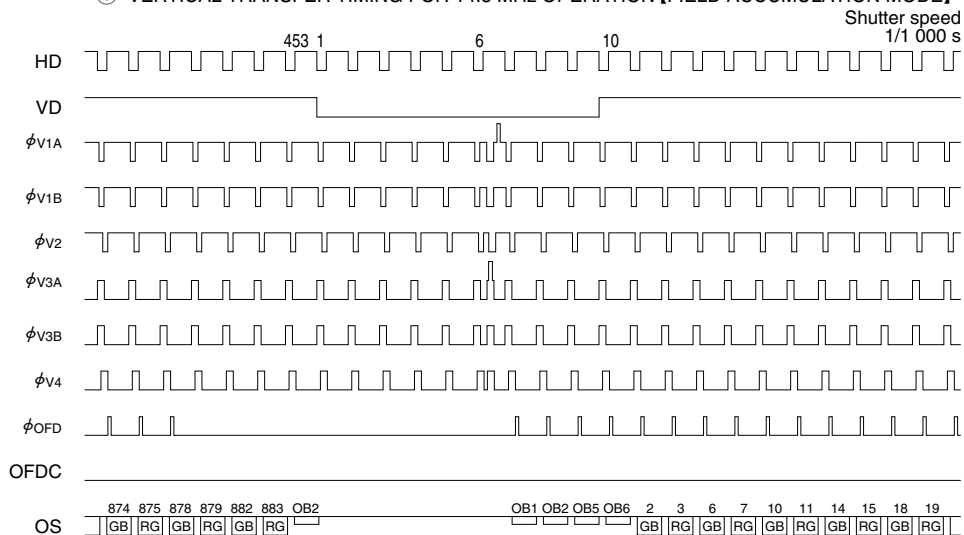 VERTICAL TRANSFER TIMING FOR
OPERATION【FIELD ACCUMULATION MODE】
Shutter speed
1/1 000 s
453 1 6 10
HD
VD
ϕV1A
ϕV1B
ϕV2
ϕV3A
ϕV3B
ϕV4
ϕOFD
OFDC
874 875 878 879 882 883 OB2 OB1 OB2 OB5 OB6 2 3 6 7 10 11 14 15 18 19
OS GB RG GB RG GB RG GB RG GB RG GB RG GB RG GB RG